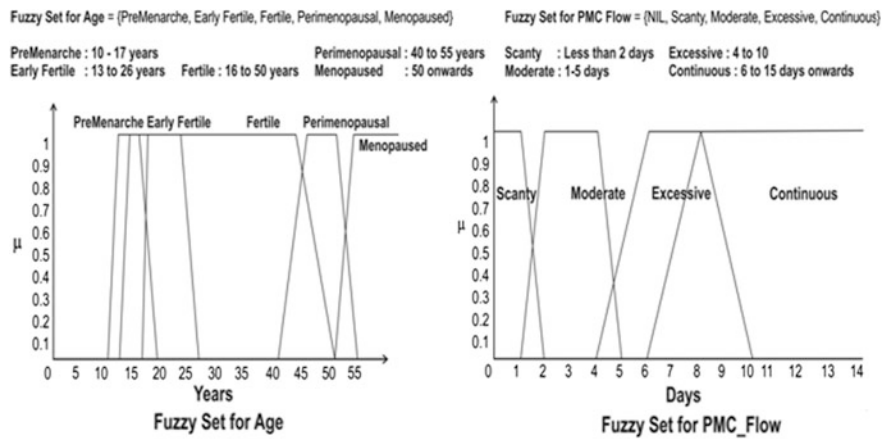 Fuzzy Set for Age = {PreMenarche, Early Fertile, Fertile, Perimenopausal, Menopaused}
PreMenarche : 10 - 17 years Perimenopausal : 40 to 55 years
Early Fertile : 13 to 26 years Fertile : 16 to 50 years Menopaused : 50 onwards
PreMenarche Early Fertile Fertile Perimenopausal
Menopaused
1
0.9
0.8
0.7
0.6
0.5
0.4
0.3
0.2
0.1
μ
0 5 10 15 20 25 30 35 40 45 50 55
Years
Fuzzy Set for Age
Fuzzy Set for PMC Flow = {NIL, Scanty, Moderate, Excessive, Continuous}
Scanty : Less than 2 days Excessive : 4 to 10
Moderate : 1-5 days Continuous : 6 to 15 days onwards
1
0.9
0.8
0.7
0.6
0.5
0.4
0.3
0.2
0.1
μ
Scanty Moderate Excessive Continuous
0 1 2 3 4 5 6 7 8 9 10 11 12 13 14
Days
Fuzzy Set for PMC_Flow